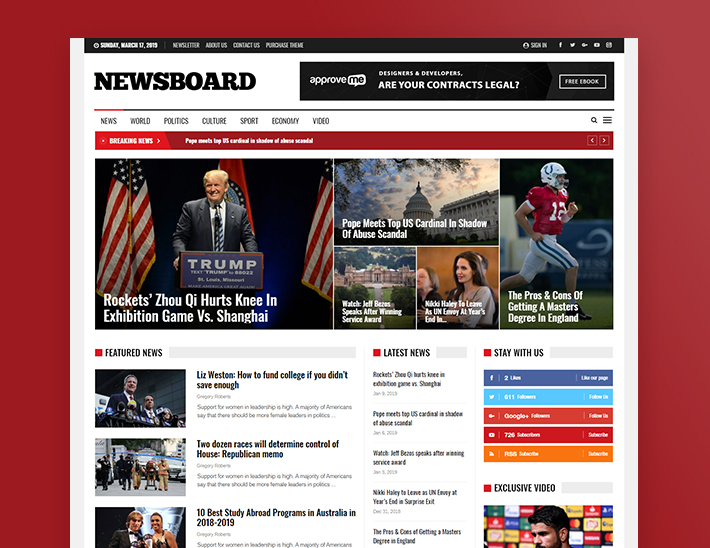 SUNDAY, MARCH 17, 2019 NEWSLETTER ABOUT US CONTACT US PURCHASE THEME SIGN IN
NEWSBOARD
approveme
DESIGNERS & DEVELOPERS,
ARE YOUR CONTRACTS LEGAL?
FREE EBOOK
NEWS WORLD POLITICS CULTURE SPORT ECONOMY VIDEO
BREAKING NEWS Pope meets top US cardinal in shadow of abuse scandal
TRUMP
TEXT "TRUMP" to 88022
St. Louis, Missouri
MAKE AMERICA GREAT AGAIN!
Rockets' Zhou Qi Hurts Knee In
Exhibition Game Vs. Shanghai
Pope Meets Top US Cardinal In Shadow
Of Abuse Scandal
Watch: Jeff Bezos
Speaks After Winning
Service Award
Nikki Haley To Leave
As UN Envoy At Year's
End In...
The Pros & Cons Of
Getting A Masters
Degree In England
FEATURED NEWS
Liz Weston: How to fund college if you didn't
save enough
Gregory Roberts
Support for women in leadership is high. A majority of Americans
say that there should be more female leaders in politics ...
Two dozen races will determine control of
House: Republican memo
Gregory Roberts
Support for women in leadership is high. A majority of Americans
say that there should be more female leaders in politics ...
10 Best Study Abroad Programs in Australia in
2018-2019
Gregory Roberts
Support for women in leadership is high. A majority of Americans
LATEST NEWS
Rockets' Zhou Qi hurts knee in
exhibition game vs. Shanghai
Jan 9, 2019
Pope meets top US cardinal in shadow
of abuse scandal
Jan 6, 2019
Watch: Jeff Bezos speaks after winning
service award
Jan 3, 2019
Nikki Haley to Leave as UN Envoy at
Year's End in Surprise Exit
Dec 31, 2018
The Pros & Cons of Getting a Masters
Degree in England
STAY WITH US
2 Likes Like our page
611 Followers Follow Us
Google+ Followers Follow Us
726 Subscribers Subscribe
RSS Subscribe Subscribe
EXCLUSIVE VIDEO